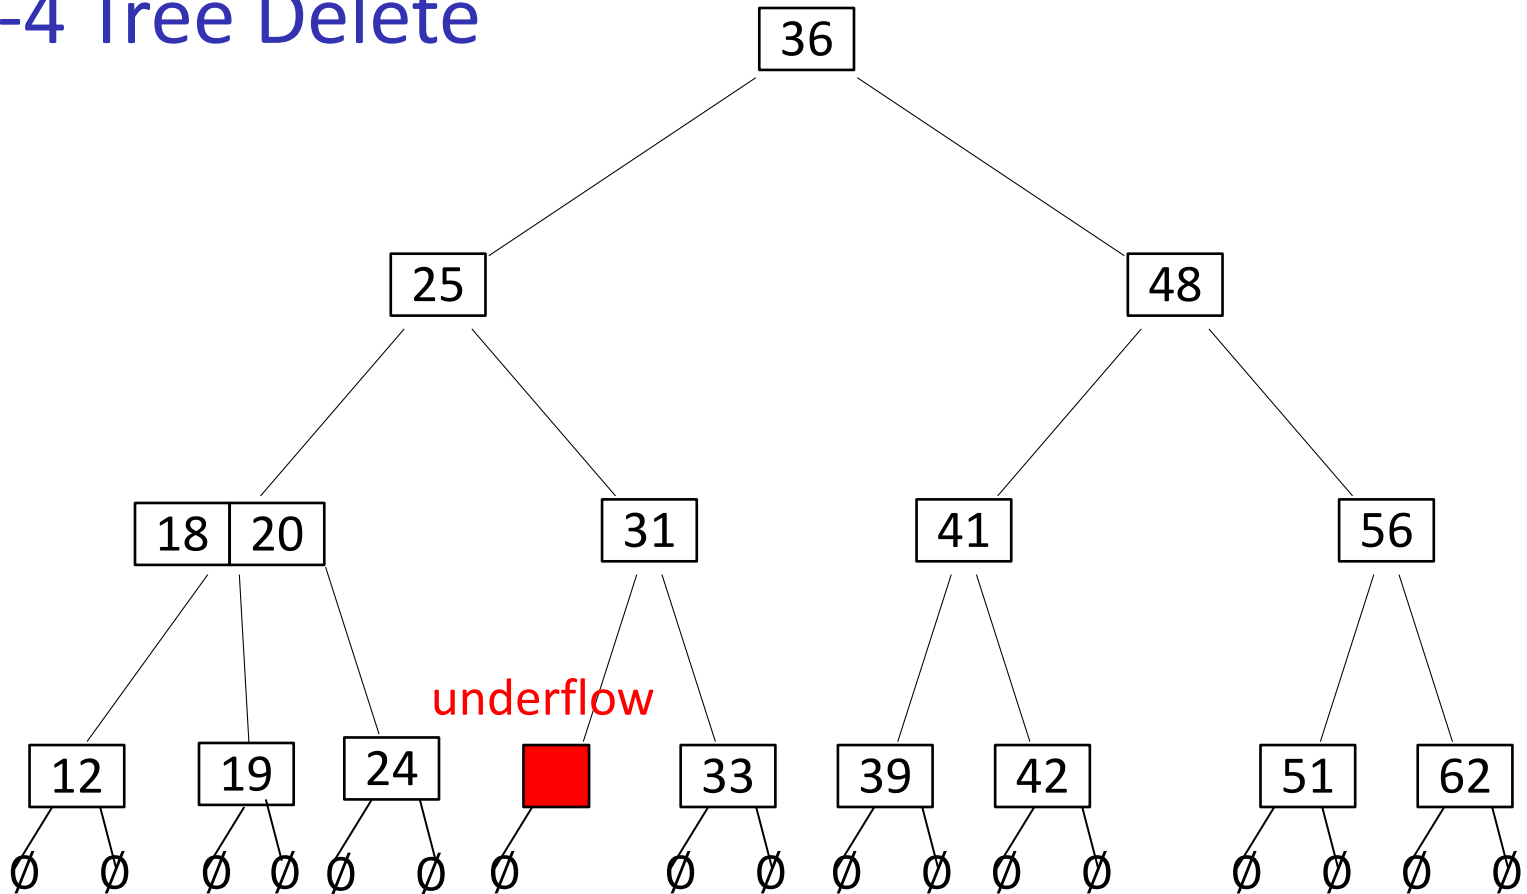 -4 Tree Delete
36
25 48
18 20 31 41 56
underflow
12 19 24 33 39 42 51 62
Ø Ø Ø Ø Ø Ø Ø Ø Ø Ø Ø Ø Ø Ø Ø Ø Ø